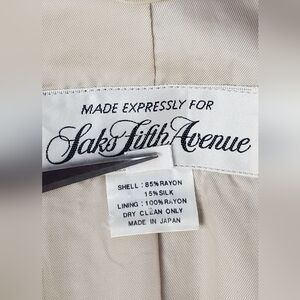 MADE EXPRESSLY FOR
Saks Fifth Avenue
SHELL : 85% RAYON
15% SILK
LINING : 100% RAYON
DRY CLEAN ONLY
MADE IN JAPAN